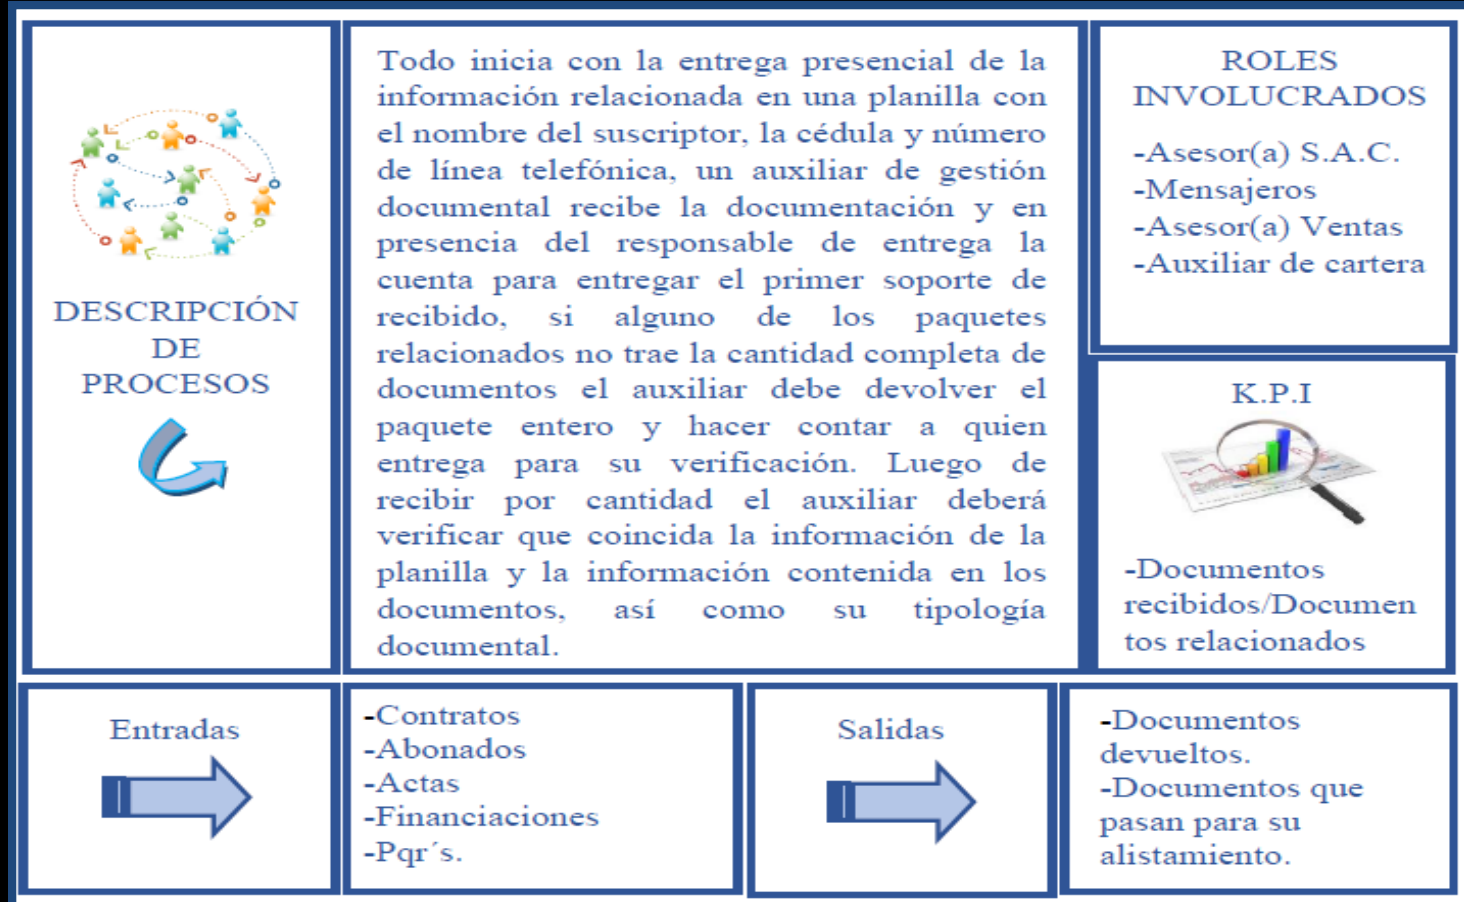 DESCRIPCIÓN
DE
PROCESOS
Todo inicia con la entrega presencial de la
información relacionada en una planilla con
el nombre del suscriptor, la cédula y número
de línea telefónica, un auxiliar de gestión
documental recibe la documentación y en
presencia del responsable de entrega la
cuenta para entregar el primer soporte de
recibido, si alguno de los paquetes
relacionados no trae la cantidad completa de
documentos el auxiliar debe devolver el
paquete entero y hacer contar a quien
entrega para su verificación. Luego de
recibir por cantidad el auxiliar deberá
verificar que coincida la información de la
planilla y la información contenida en los
documentos, así como su tipología
documental.
ROLES
INVOLUCRADOS
-Asesor(a) S.A.C.
-Mensajeros
-Asesor(a) Ventas
-Auxiliar de cartera
K.P.I
-Documentos
recibidos/Documen
tos relacionados
Entradas
-Contratos
-Abonados
-Actas
-Financiaciones
-Pqr´s.
Salidas
-Documentos
devueltos.
-Documentos que
pasan para su
alistamiento.